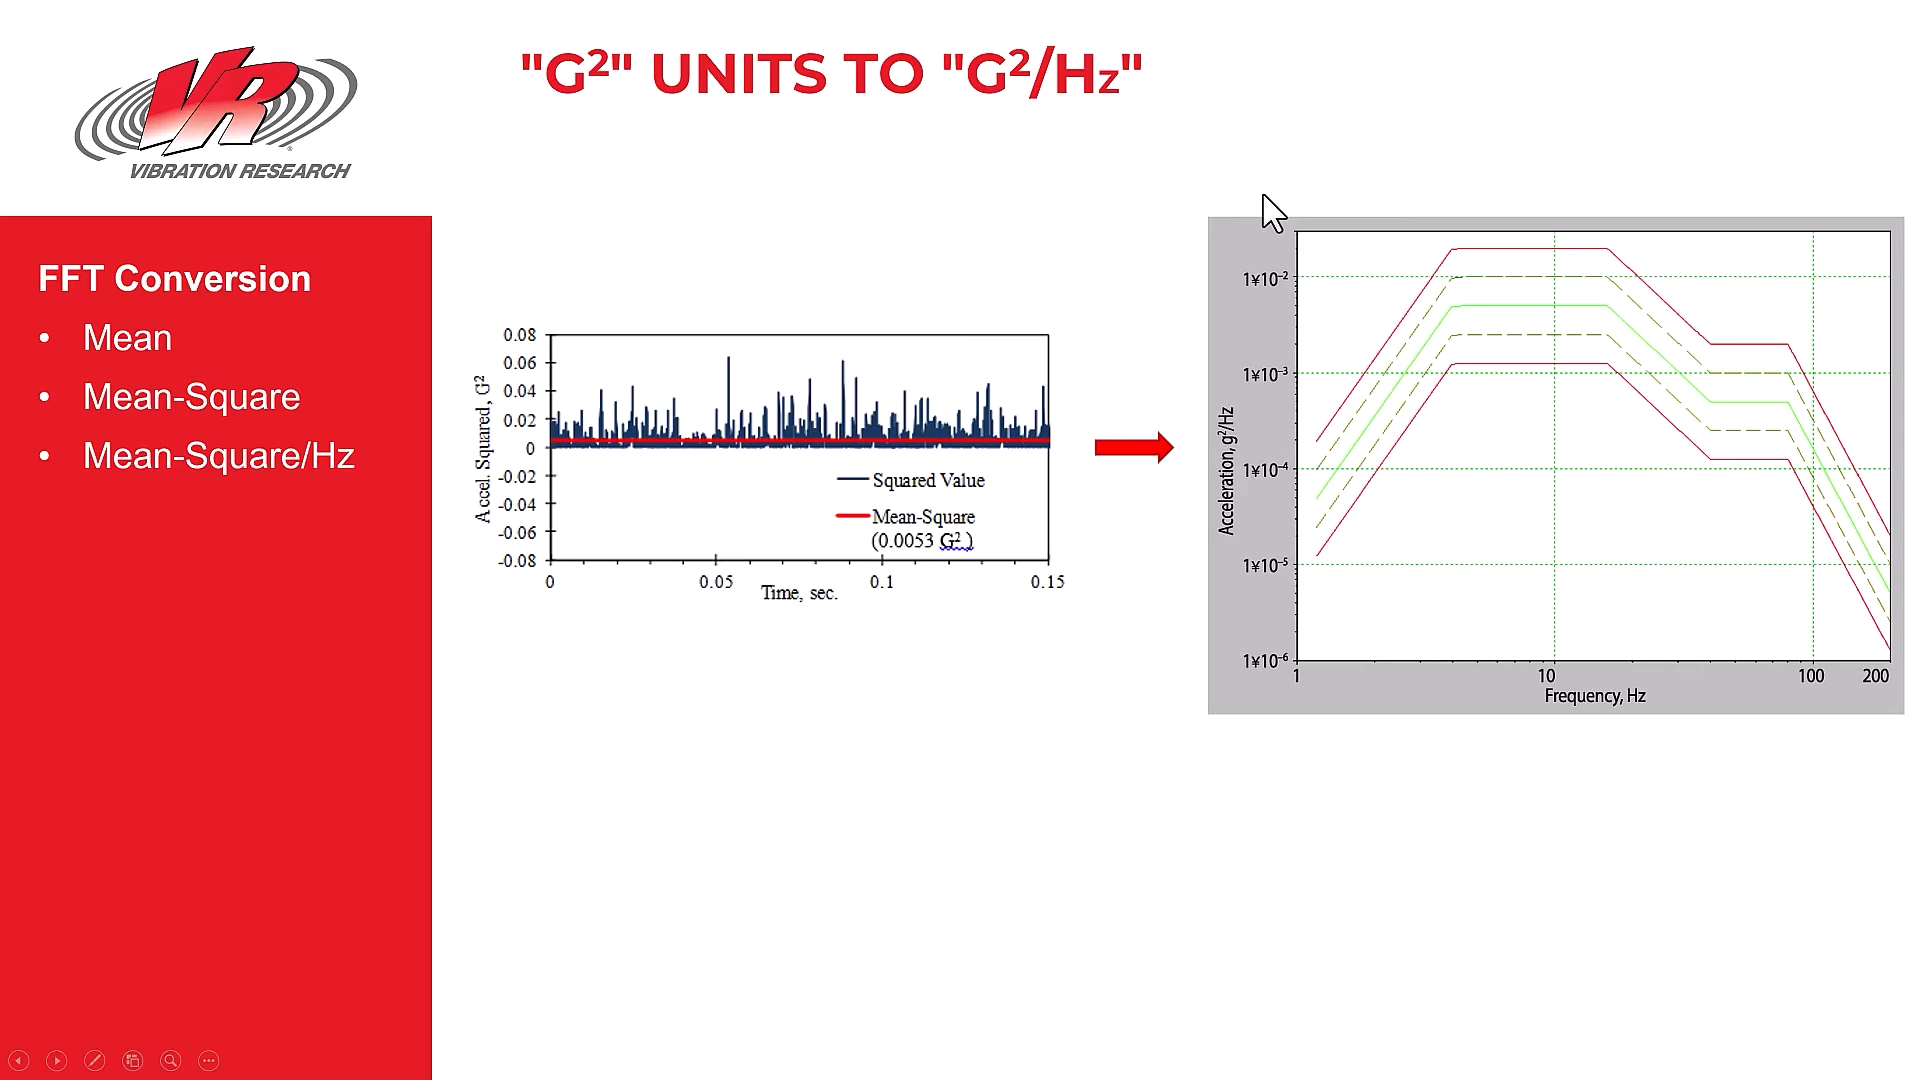 VR
VIBRATION RESEARCH
"G²" UNITS TO "G²/Hz"
FFT Conversion
• Mean
• Mean-Square
• Mean-Square/Hz
Accel. Squared, G²
0.08
0.06
0.04
0.02
0
-0.02
-0.04
-0.06
-0.08
Squared Value
Mean-Square
(0.0053 G² )
0 0.05 0.1 0.15
Time, sec.
Acceleration, g²/Hz
1¥10⁻²
1¥10⁻³
1¥10⁻⁴
1¥10⁻⁵
1¥10⁻⁶
1 10 100 200
Frequency, Hz